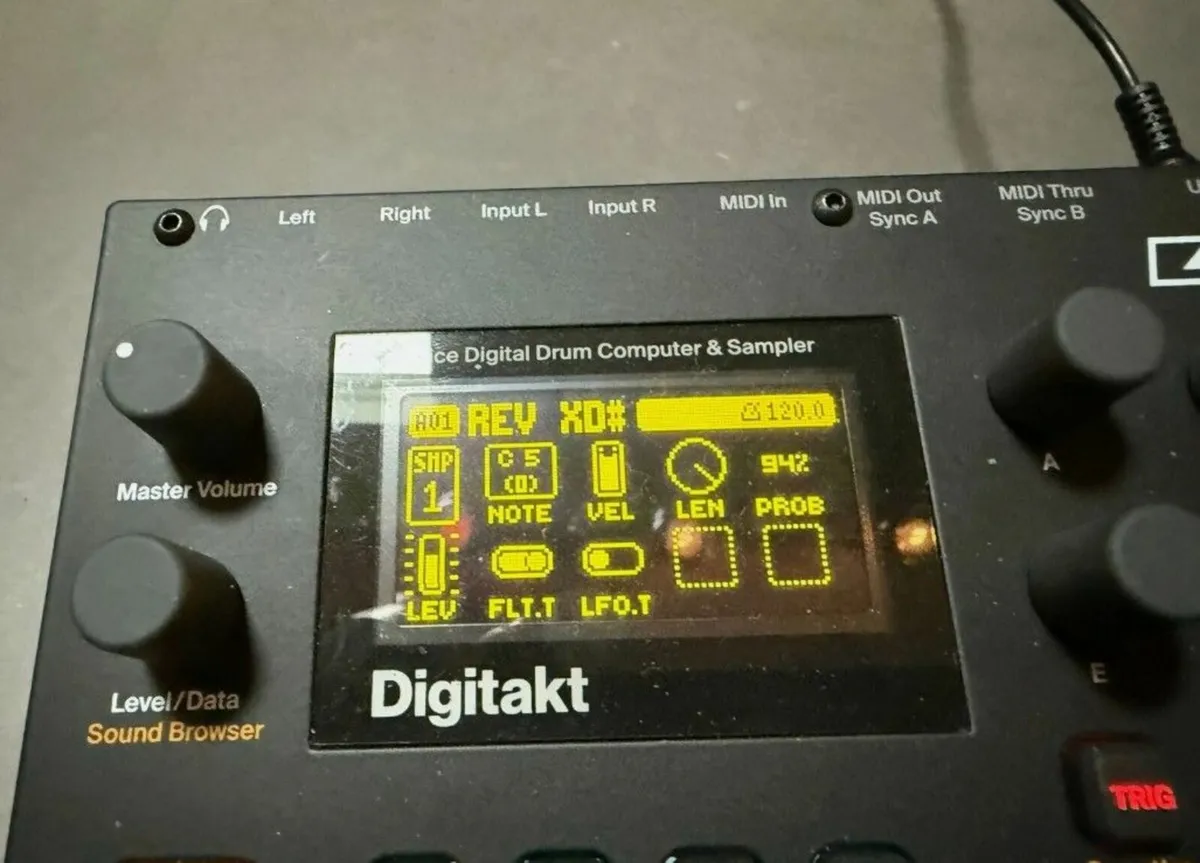 Left Right Input L Input R MIDI In MIDI Out MIDI Thru
Sync A Sync B
Digital Drum Computer & Sampler
A01 REV XD# 120.0
SMP C 5 94%
1 (0)
NOTE VEL LEN PROB
LEV FLT.T LFO.T
Master Volume
A
Digitakt
Level/Data
Sound Browser
E
TRIG